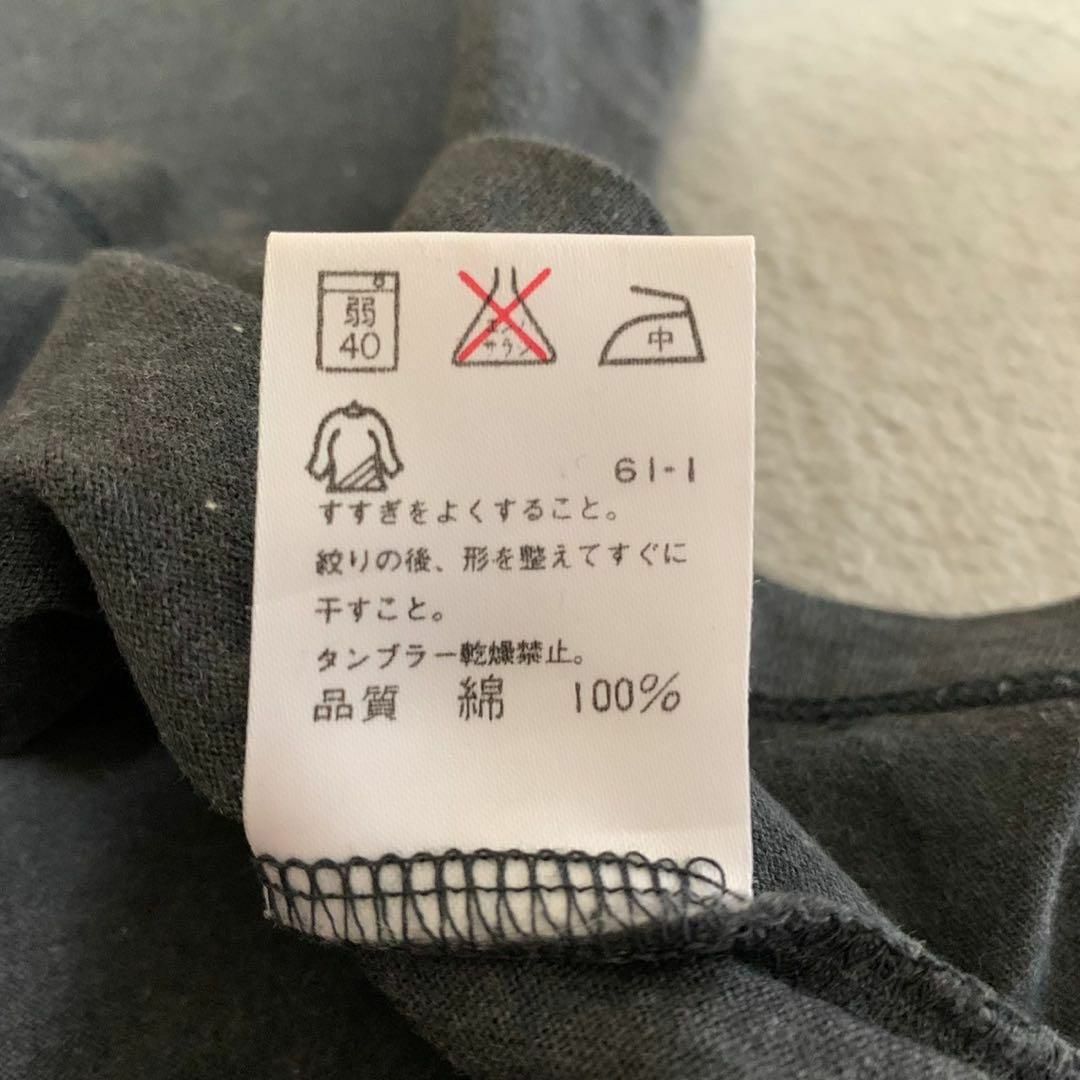 弱
40
エンソ
サラシ
中
61-1
すすぎをよくすること。
絞りの後、形を整えてすぐに
干すこと。
タンブラー乾燥禁止。
品質 綿 100%